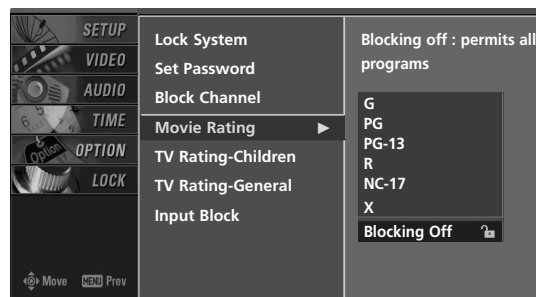 SETUP
VIDEO
AUDIO
TIME
OPTION
LOCK
Move MENU Prev
Lock System
Set Password
Block Channel
Movie Rating ▶
TV Rating-Children
TV Rating-General
Input Block
Blocking off : permits all
programs
G
PG
PG-13
R
NC-17
X
Blocking Off